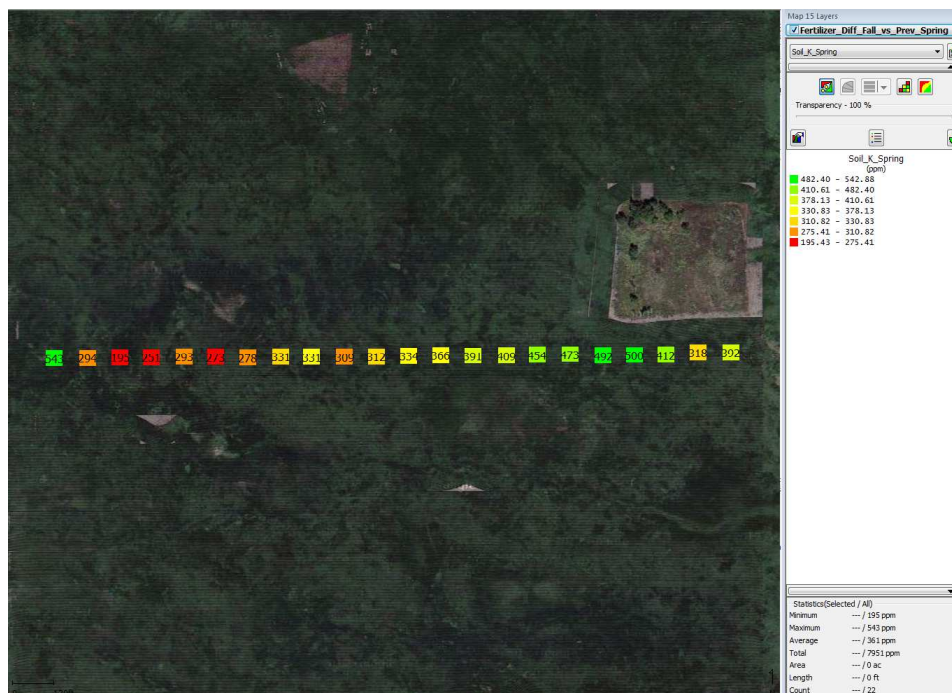 Map 15 Layers
Fertilizer_Diff_Fall_vs_Prev_Spring
Soil_K_Spring
Transparency - 100 %
Soil_K_Spring
(ppm)
482.40 - 542.88
410.61 - 482.40
378.13 - 410.61
330.83 - 378.13
310.82 - 330.83
275.41 - 310.82
195.43 - 275.41
543 294 195 251 293 273 278 331 331 309 312 334 366 391 409 454 473 492 500 412 318 392
Statistics(Selected / All)
Minimum --- / 195 ppm
Maximum --- / 543 ppm
Average --- / 361 ppm
Total --- / 7951 ppm
Area --- / 0 ac
Length --- / 0 ft
Count --- / 22